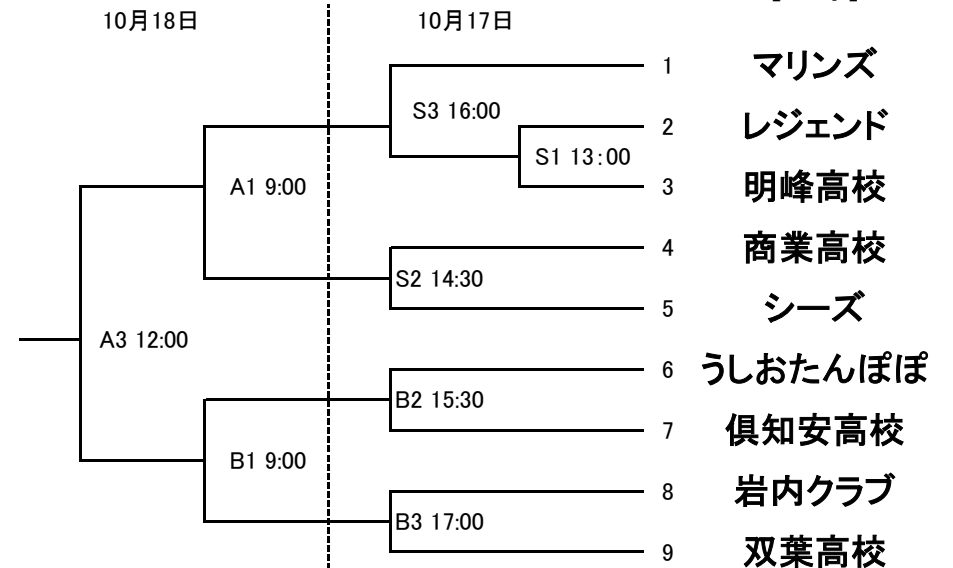 10月18日
10月17日
1 マリンズ
S3 16:00
2 レジェンド
S1 13:00
A1 9:00
3 明峰高校
4 商業高校
S2 14:30
5 シーズ
A3 12:00
6 うしおたんぽぽ
B2 15:30
7 倶知安高校
B1 9:00
8 岩内クラブ
B3 17:00
9 双葉高校